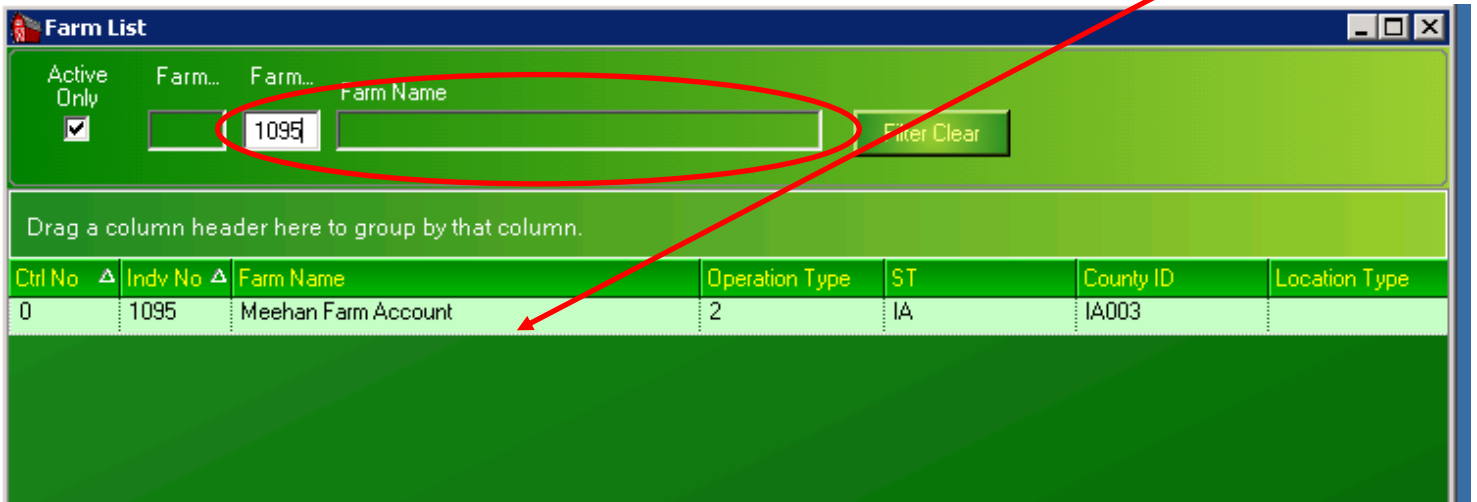 Farm List
Active Only Farm... Farm... Farm Name
1095 Filter Clear
Drag a column header here to group by that column.
Ctrl No Indv No Farm Name Operation Type ST County ID Location Type
0 1095 Meehan Farm Account 2 IA IA003